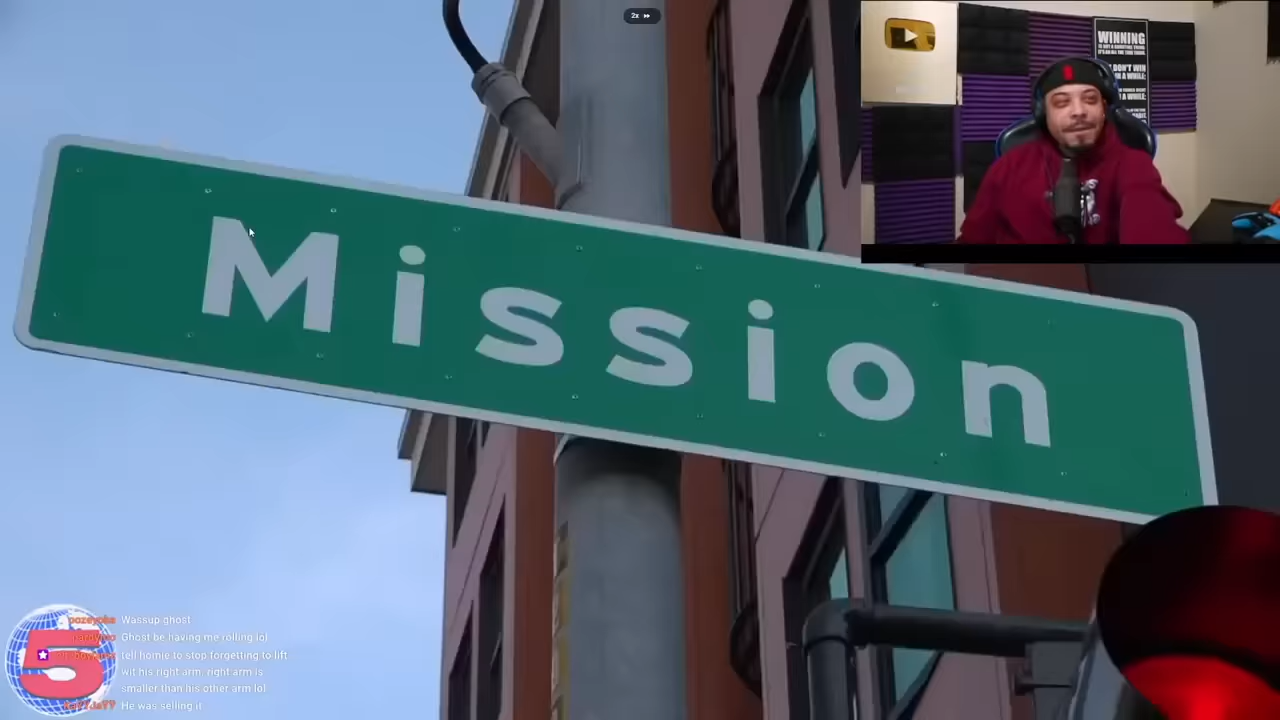 2x
WINNING
Mission
5
Wassup ghost
Ghost be having me rolling lol
tell homie to stop forgetting to lift
wit his right arm. right arm is
smaller than his other arm lol
He was selling it